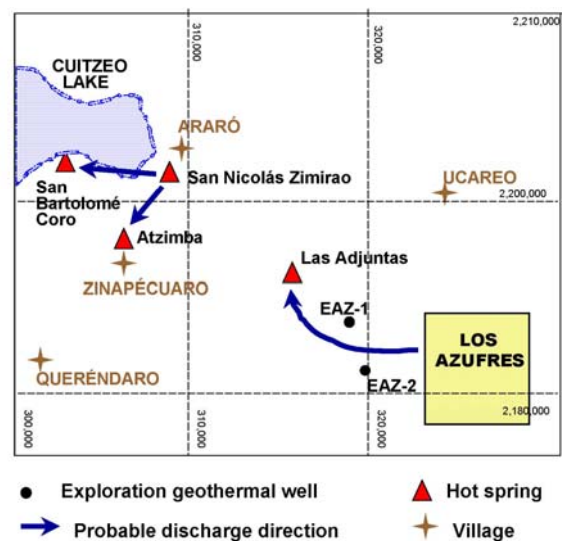 2,210,000
310,000
320,000
CUITZEO
LAKE
ARARÓ
San Nicolás Zimirao
UCAREO
San
Bartolomé
Coro
2,200,000
Atzimba
Las Adjuntas
ZINAPÉCUARO
EAZ-1
LOS
AZUFRES
QUERÉNDARO
EAZ-2
2,180,000
300,000
310,000
320,000
Exploration geothermal well
Hot spring
Probable discharge direction
Village